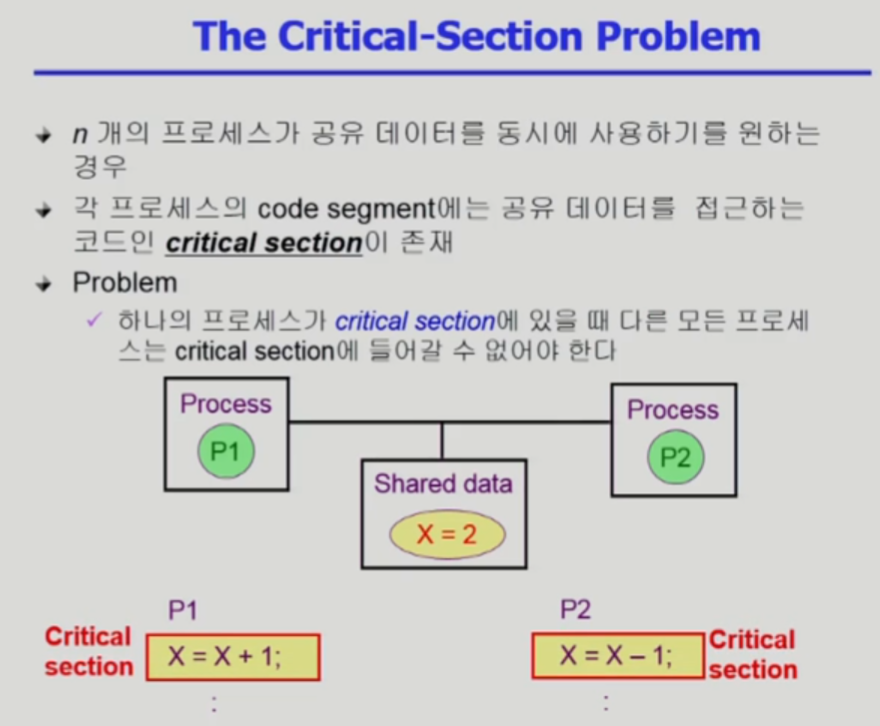 The Critical-Section Problem
n 개의 프로세스가 공유 데이터를 동시에 사용하기를 원하는
경우
각 프로세스의 code segment에는 공유 데이터를 접근하는
코드인 critical section이 존재
Problem
✓ 하나의 프로세스가 critical section에 있을 때 다른 모든 프로세
스는 critical section에 들어갈 수 없어야 한다
Process
P1
Process
P2
Shared data
X = 2
P1
Critical
section
X = X + 1;
:
P2
X = X – 1;
Critical
section
: